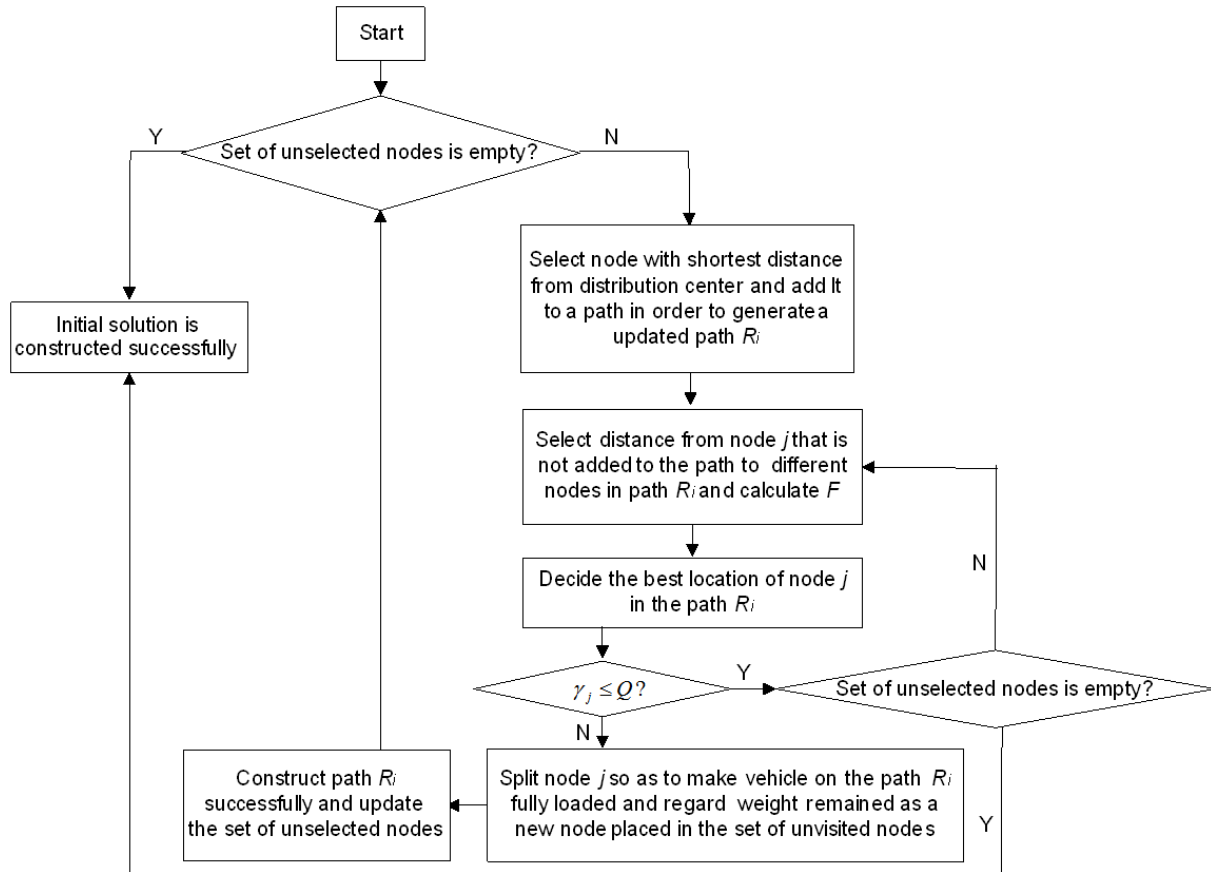 Start
Y
N
Set of unselected nodes is empty?
Select node with shortest distance
from distribution center and add It
to a path in order to generate a
updated path Ri
Initial solution is
constructed successfully
Select distance from node j that is
not added to the path to different
nodes in path Ri and calculate F
N
Decide the best location of node j
in the path Ri
γj ≤ Q?
Y
Set of unselected nodes is empty?
N
Construct path Ri
successfully and update
the set of unselected nodes
Split node j so as to make vehicle on the path Ri
fully loaded and regard weight remained as a
new node placed in the set of unvisited nodes
Y